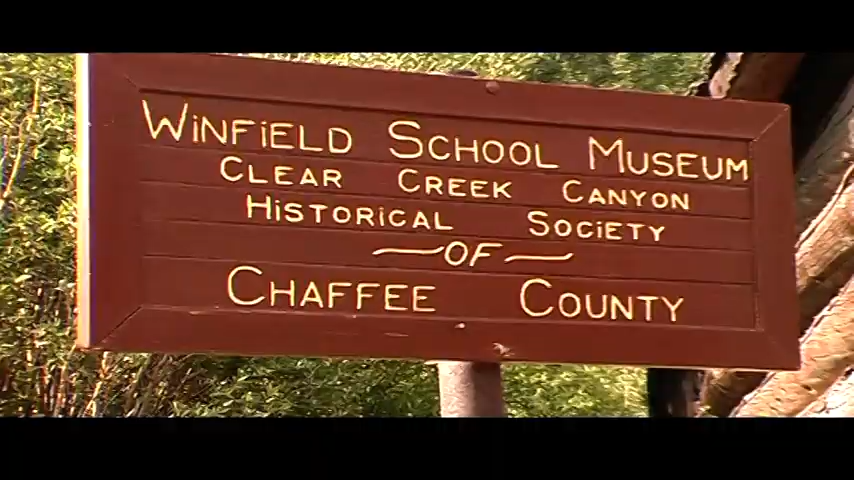 Winfield School Museum
Clear Creek Canyon
Historical Society
~ of ~
Chaffee County